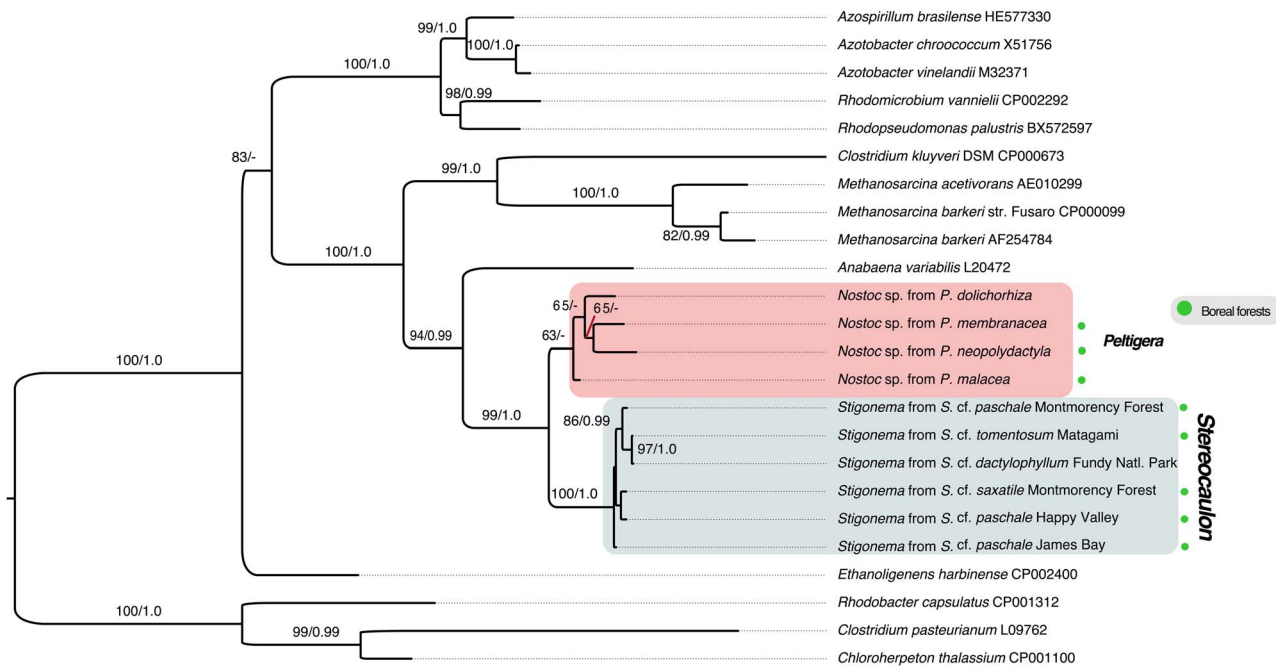 Azospirillum brasilense HE577330
99/1.0
100/1.0
Azotobacter chroococcum X51756
100/1.0
Azotobacter vinelandii M32371
98/0.99
Rhodomicrobium vannielii CP002292
Rhodopseudomonas palustris BX572597
83/-
Clostridium kluyveri DSM CP000673
99/1.0
Methanosarcina acetivorans AE010299
100/1.0
Methanosarcina barkeri str. Fusaro CP000099
82/0.99
Methanosarcina barkeri AF254784
100/1.0
Anabaena variabilis L20472
Nostoc sp. from P. dolichorhiza
65/-
65/-
Boreal forests
Nostoc sp. from P. membranacea
94/0.99
63/-
Peltigera
Nostoc sp. from P. neopolydactyla
100/1.0
Nostoc sp. from P. malacea
Stigonema from S. cf. paschale Montmorency Forest
86/0.99
99/1.0
Stigonema from S. cf. tomentosum Matagami
97/1.0
Stigonema from S. cf. dactylophyllum Fundy Natl. Park
Stereocaulon
100/1.0
Stigonema from S. cf. saxatile Montmorency Forest
Stigonema from S. cf. paschale Happy Valley
Stigonema from S. cf. paschale James Bay
Ethanoligenens harbinense CP002400
100/1.0
Rhodobacter capsulatus CP001312
99/0.99
Clostridium pasteurianum L09762
Chloroherpeton thalassium CP001100